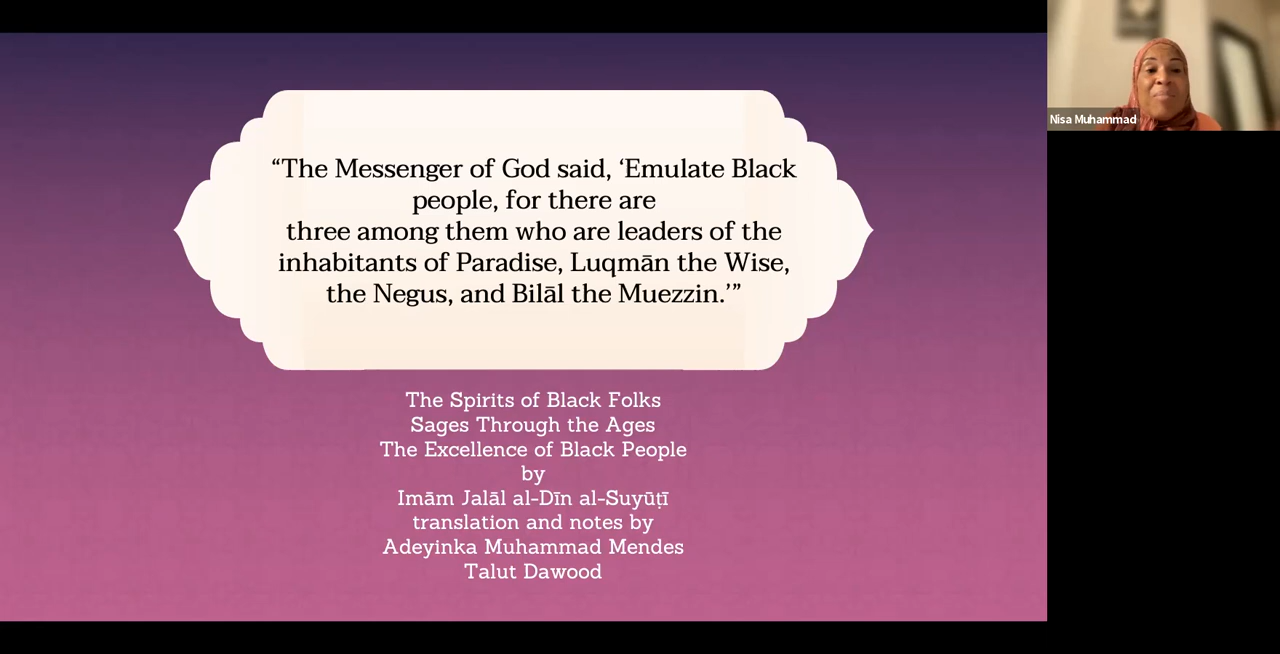 “The Messenger of God said, ‘Emulate Black
people, for there are
three among them who are leaders of the
inhabitants of Paradise, Luqmān the Wise,
the Negus, and Bilāl the Muezzin.’”
The Spirits of Black Folks
Sages Through the Ages
The Excellence of Black People
by
Imām Jalāl al-Dīn al-Suyūṭī
translation and notes by
Adeyinka Muhammad Mendes
Talut Dawood
Nisa Muhammad